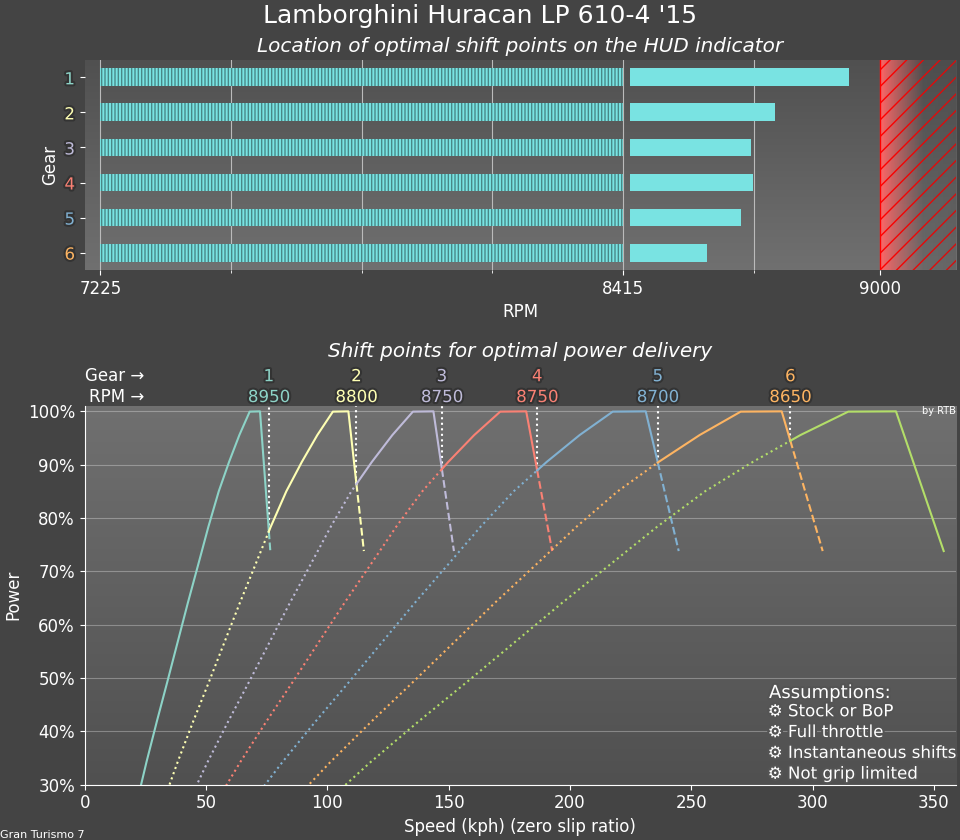 Lamborghini Huracan LP 610-4 '15
Location of optimal shift points on the HUD indicator
Gear
1
2
3
4
5
6
7225 8415 9000
RPM
Shift points for optimal power delivery
Gear → 1 2 3 4 5 6
RPM → 8950 8800 8750 8750 8700 8650
by RTB
Power
100%
90%
80%
70%
60%
50%
40%
30%
Assumptions:
⚙ Stock or BoP
⚙ Full throttle
⚙ Instantaneous shifts
⚙ Not grip limited
0 50 100 150 200 250 300 350
Speed (kph) (zero slip ratio)
Gran Turismo 7